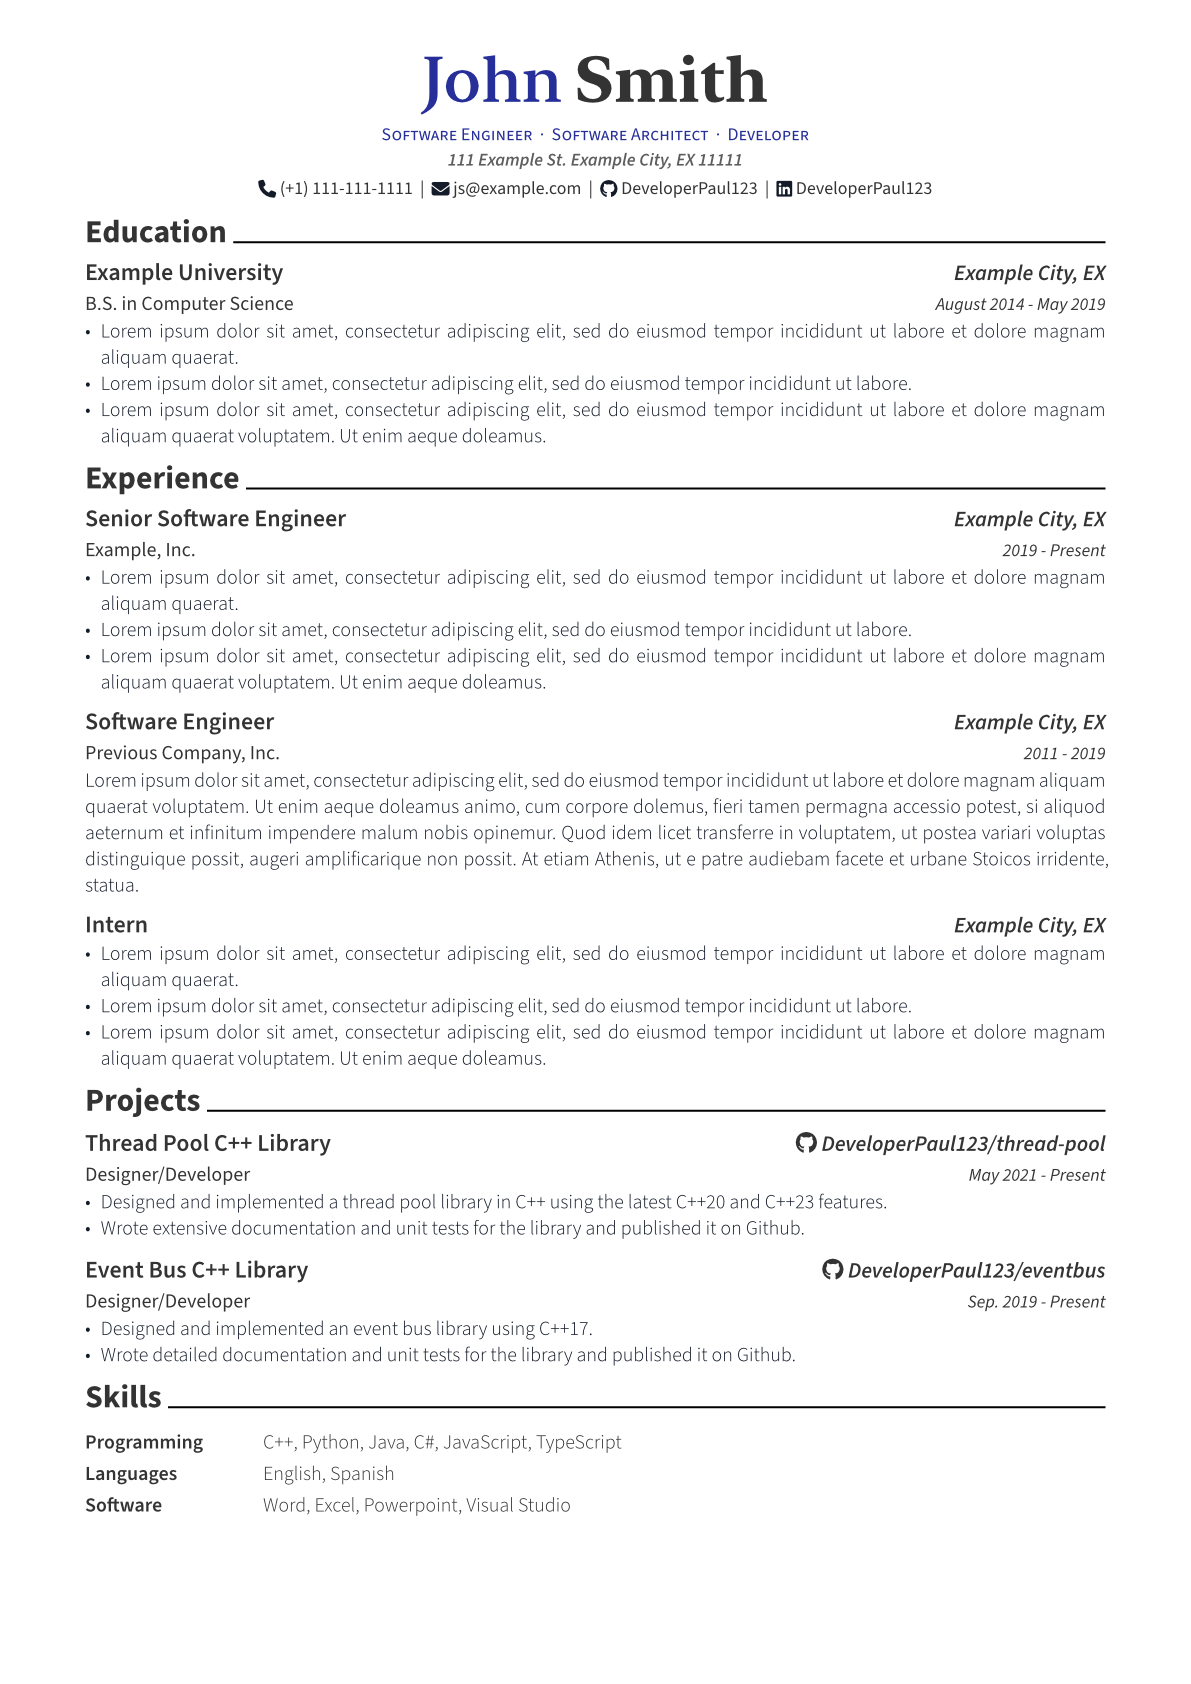 John Smith
Software Engineer · Software Architect · Developer
111 Example St. Example City, EX 11111
(+1) 111-111-1111 | js@example.com | DeveloperPaul123 | DeveloperPaul123
Education
Example University Example City, EX
B.S. in Computer Science August 2014 - May 2019
• Lorem ipsum dolor sit amet, consectetur adipiscing elit, sed do eiusmod tempor incididunt ut labore et dolore magnam
aliquam quaerat.
• Lorem ipsum dolor sit amet, consectetur adipiscing elit, sed do eiusmod tempor incididunt ut labore.
• Lorem ipsum dolor sit amet, consectetur adipiscing elit, sed do eiusmod tempor incididunt ut labore et dolore magnam
aliquam quaerat voluptatem. Ut enim aeque doleamus.
Experience
Senior Software Engineer Example City, EX
Example, Inc. 2019 - Present
• Lorem ipsum dolor sit amet, consectetur adipiscing elit, sed do eiusmod tempor incididunt ut labore et dolore magnam
aliquam quaerat.
• Lorem ipsum dolor sit amet, consectetur adipiscing elit, sed do eiusmod tempor incididunt ut labore.
• Lorem ipsum dolor sit amet, consectetur adipiscing elit, sed do eiusmod tempor incididunt ut labore et dolore magnam
aliquam quaerat voluptatem. Ut enim aeque doleamus.
Software Engineer Example City, EX
Previous Company, Inc. 2011 - 2019
Lorem ipsum dolor sit amet, consectetur adipiscing elit, sed do eiusmod tempor incididunt ut labore et dolore magnam aliquam
quaerat voluptatem. Ut enim aeque doleamus animo, cum corpore dolemus, fieri tamen permagna accessio potest, si aliquod
aeternum et infinitum impendere malum nobis opinemur. Quod idem licet transferre in voluptatem, ut postea variari voluptas
distinguique possit, augeri amplificarique non possit. At etiam Athenis, ut e patre audiebam facete et urbane Stoicos irridente,
statua.
Intern Example City, EX
• Lorem ipsum dolor sit amet, consectetur adipiscing elit, sed do eiusmod tempor incididunt ut labore et dolore magnam
aliquam quaerat.
• Lorem ipsum dolor sit amet, consectetur adipiscing elit, sed do eiusmod tempor incididunt ut labore.
• Lorem ipsum dolor sit amet, consectetur adipiscing elit, sed do eiusmod tempor incididunt ut labore et dolore magnam
aliquam quaerat voluptatem. Ut enim aeque doleamus.
Projects
Thread Pool C++ Library DeveloperPaul123/thread-pool
Designer/Developer May 2021 - Present
• Designed and implemented a thread pool library in C++ using the latest C++20 and C++23 features.
• Wrote extensive documentation and unit tests for the library and published it on Github.
Event Bus C++ Library DeveloperPaul123/eventbus
Designer/Developer Sep. 2019 - Present
• Designed and implemented an event bus library using C++17.
• Wrote detailed documentation and unit tests for the library and published it on Github.
Skills
Programming C++, Python, Java, C#, JavaScript, TypeScript
Languages English, Spanish
Software Word, Excel, Powerpoint, Visual Studio